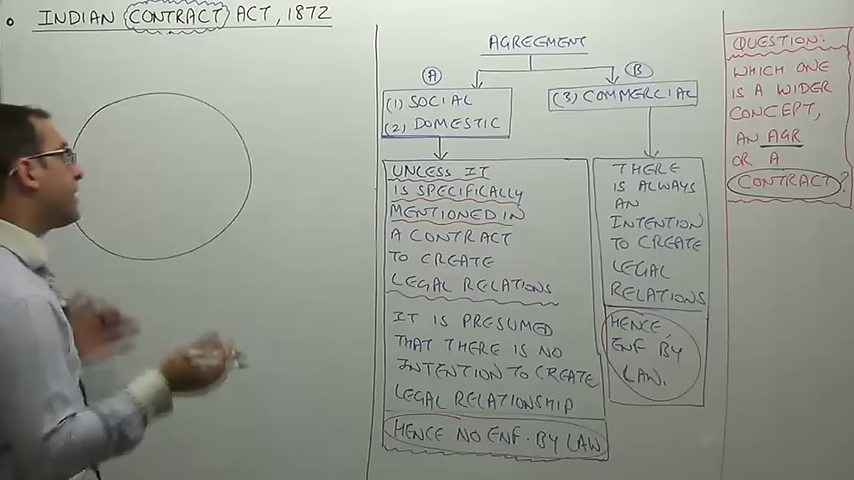 INDIAN CONTRACT ACT, 1872
AGREEMENT
A
(1) SOCIAL
(2) DOMESTIC
UNLESS IT
IS SPECIFICALLY
MENTIONED IN
A CONTRACT
TO CREATE
LEGAL RELATIONS
IT IS PRESUMED
THAT THERE IS NO
INTENTION TO CREATE
LEGAL RELATIONSHIP
HENCE NO ENF. BY LAW
B
(3) COMMERCIAL
THERE
IS ALWAYS
AN
INTENTION
TO CREATE
LEGAL
RELATIONS
HENCE,
ENF BY
LAW.
QUESTION:
WHICH ONE
IS A WIDER
CONCEPT,
AN AGR
OR A
CONTRACT?